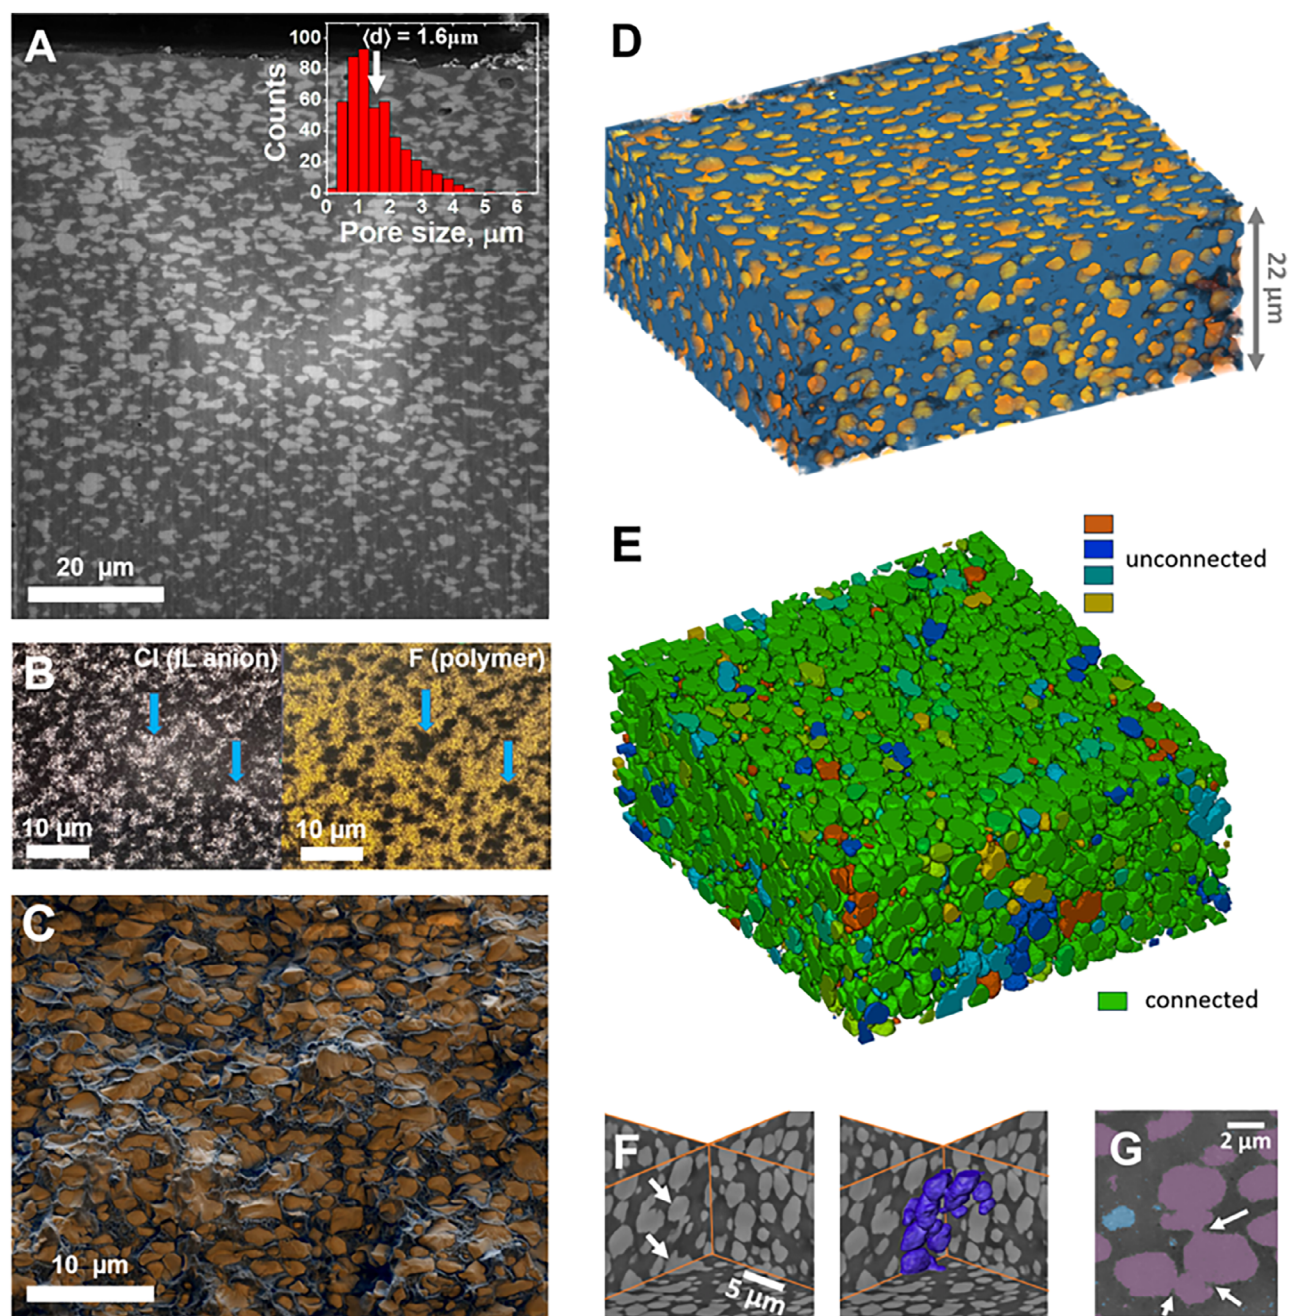 A
⟨d⟩ = 1.6μm
Counts
100
80
60
40
20
0
0 1 2 3 4 5 6
Pore size, μm
20 μm
B
Cl (IL anion)
F (polymer)
10 μm
10 μm
C
10 μm
D
22 μm
E
unconnected
connected
F
5 μm
G
2 μm